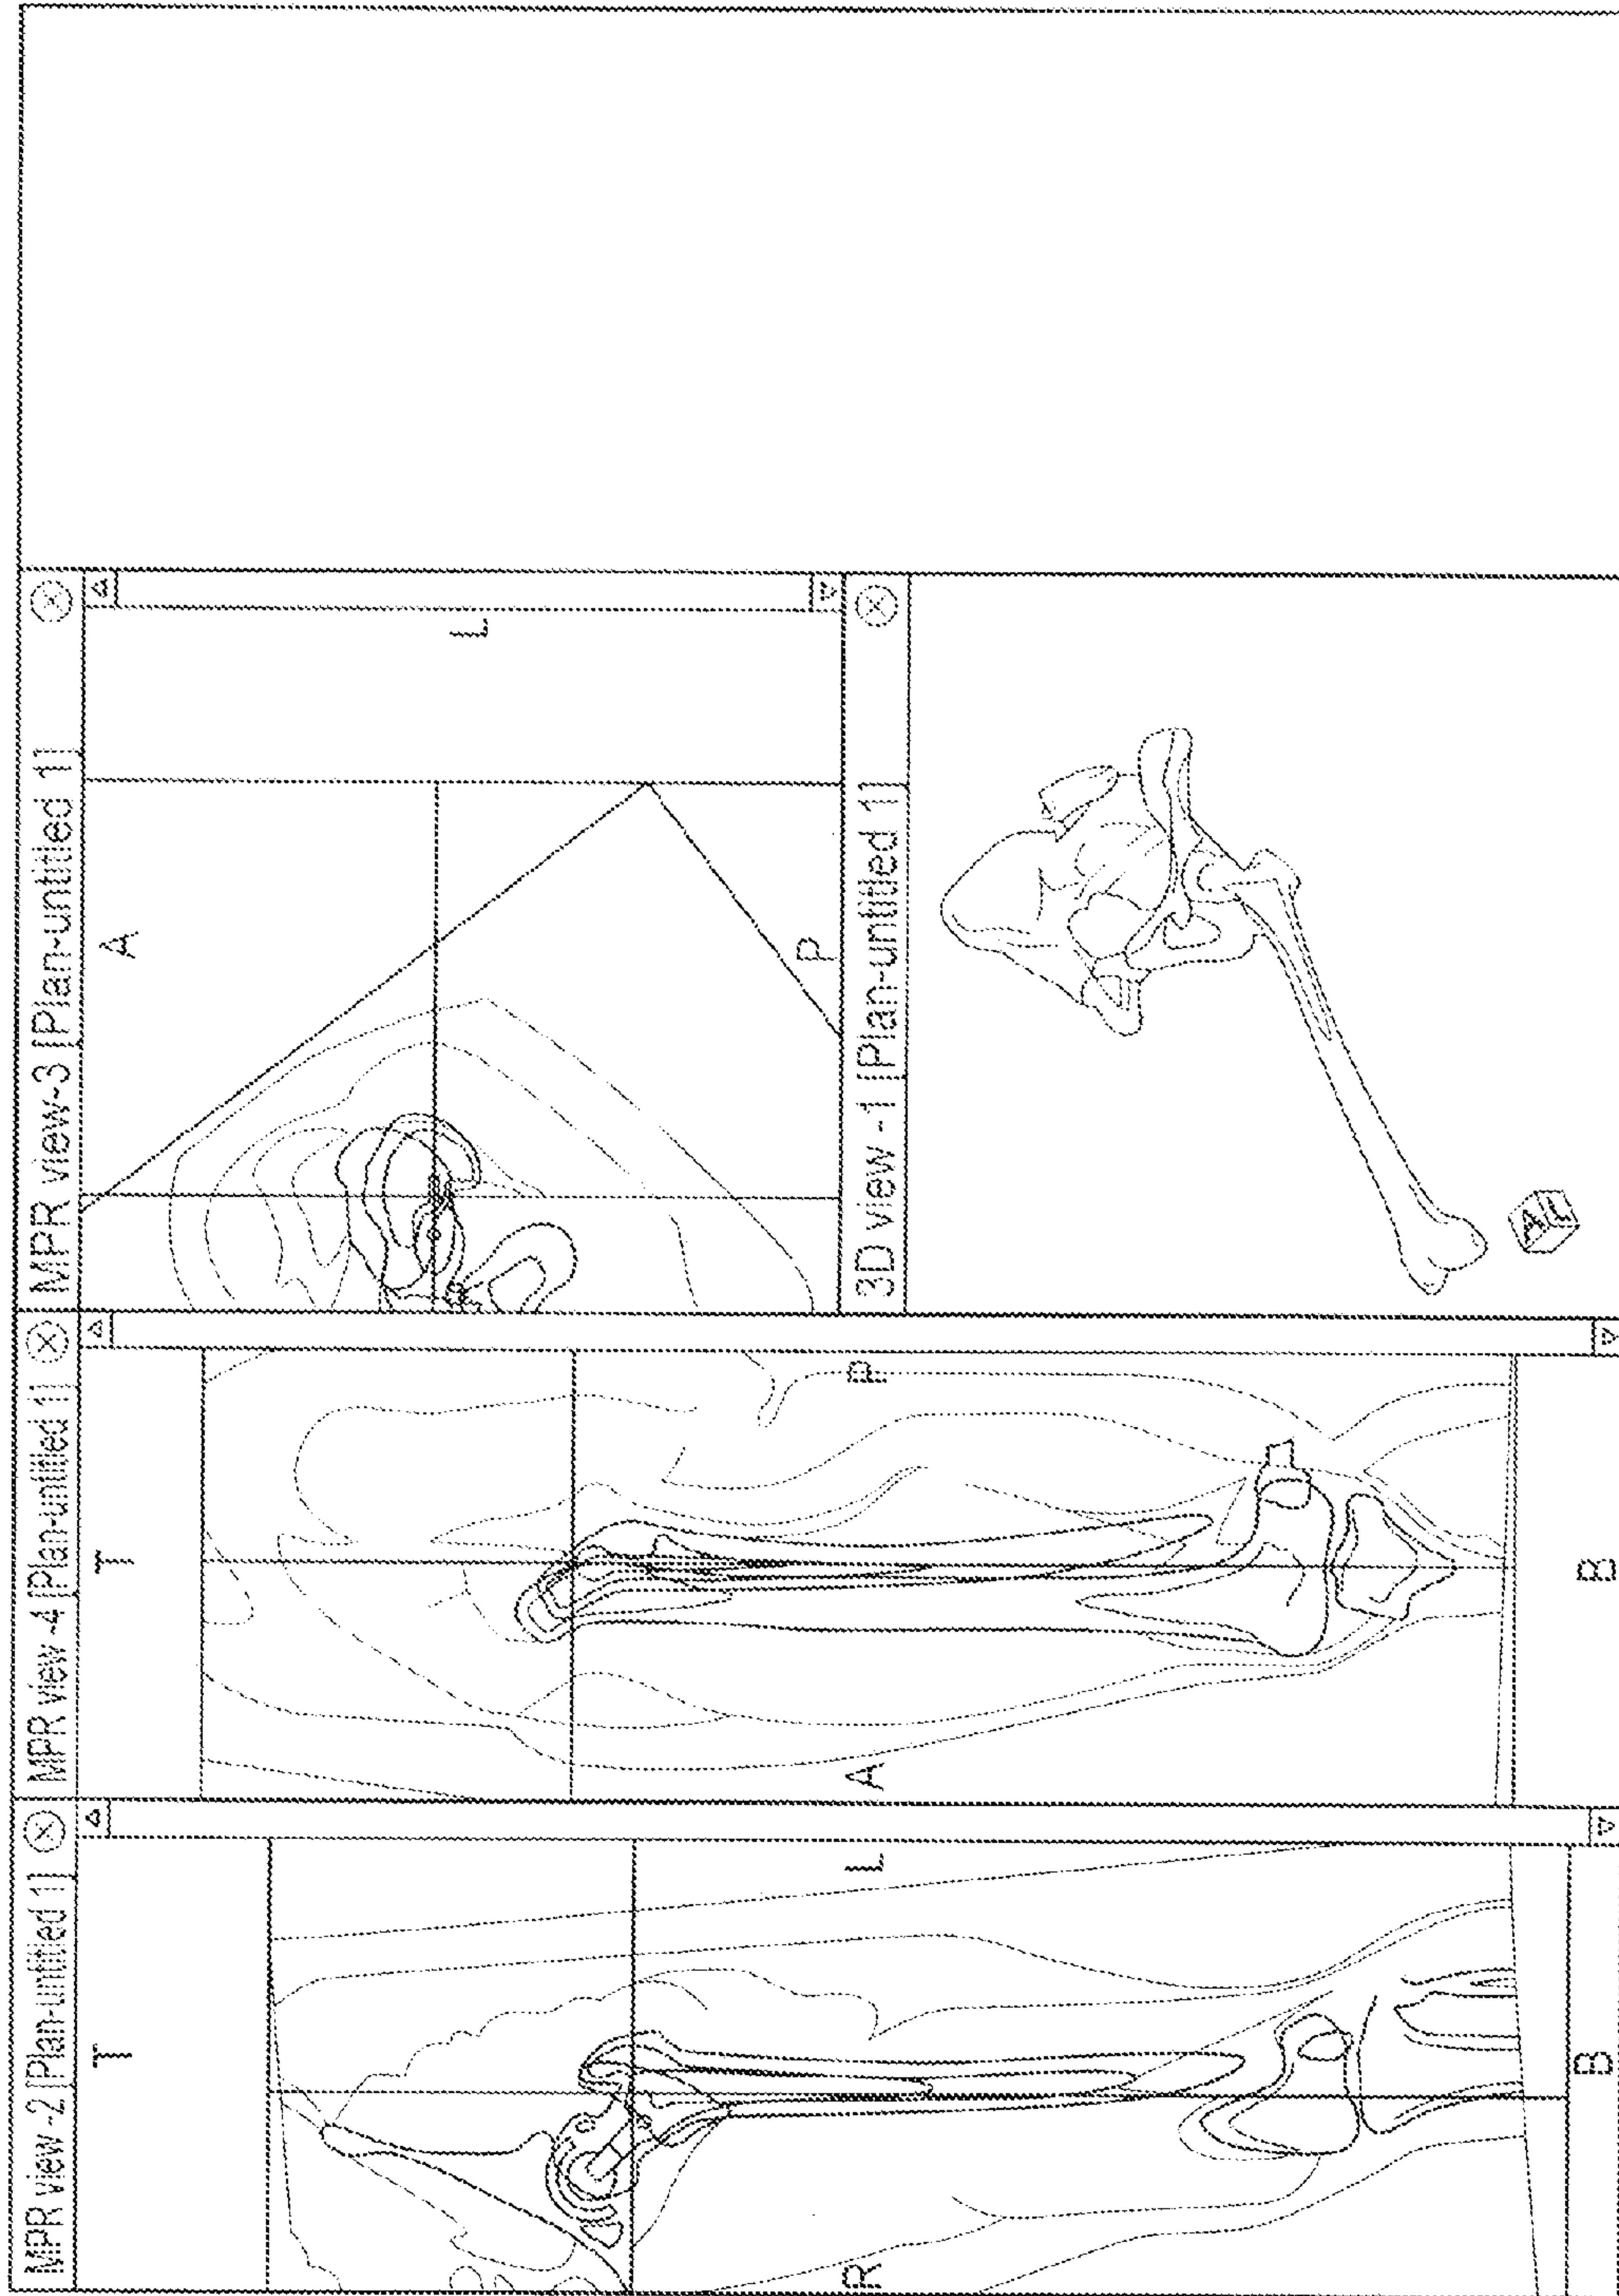 MPR view-2 [Plan-untitled 1]
T
R
L
B
MPR view-4 [Plan-untitled 1]
T
A
P
B
MPR view-3 [Plan-untitled 1]
A
L
P
3D view -1 [Plan-untitled 1]
A L